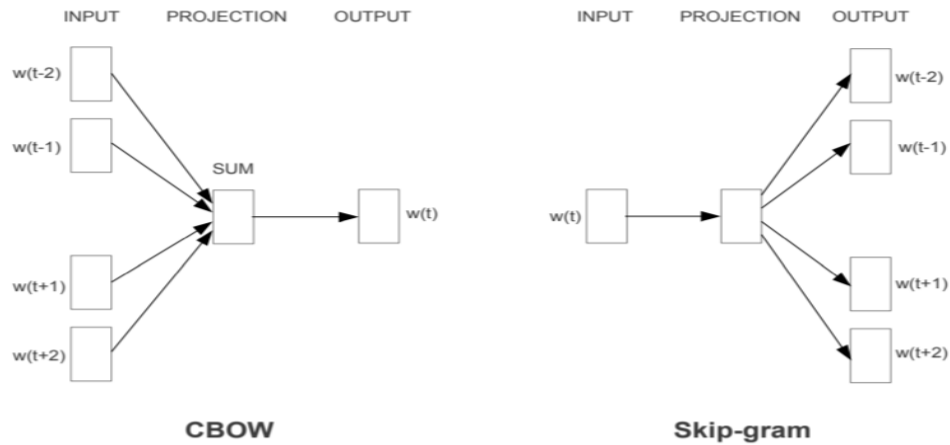 INPUT PROJECTION OUTPUT
w(t-2)
w(t-1)
SUM
w(t)
w(t+1)
w(t+2)
CBOW
INPUT PROJECTION OUTPUT
w(t-2)
w(t-1)
w(t)
w(t+1)
w(t+2)
Skip-gram